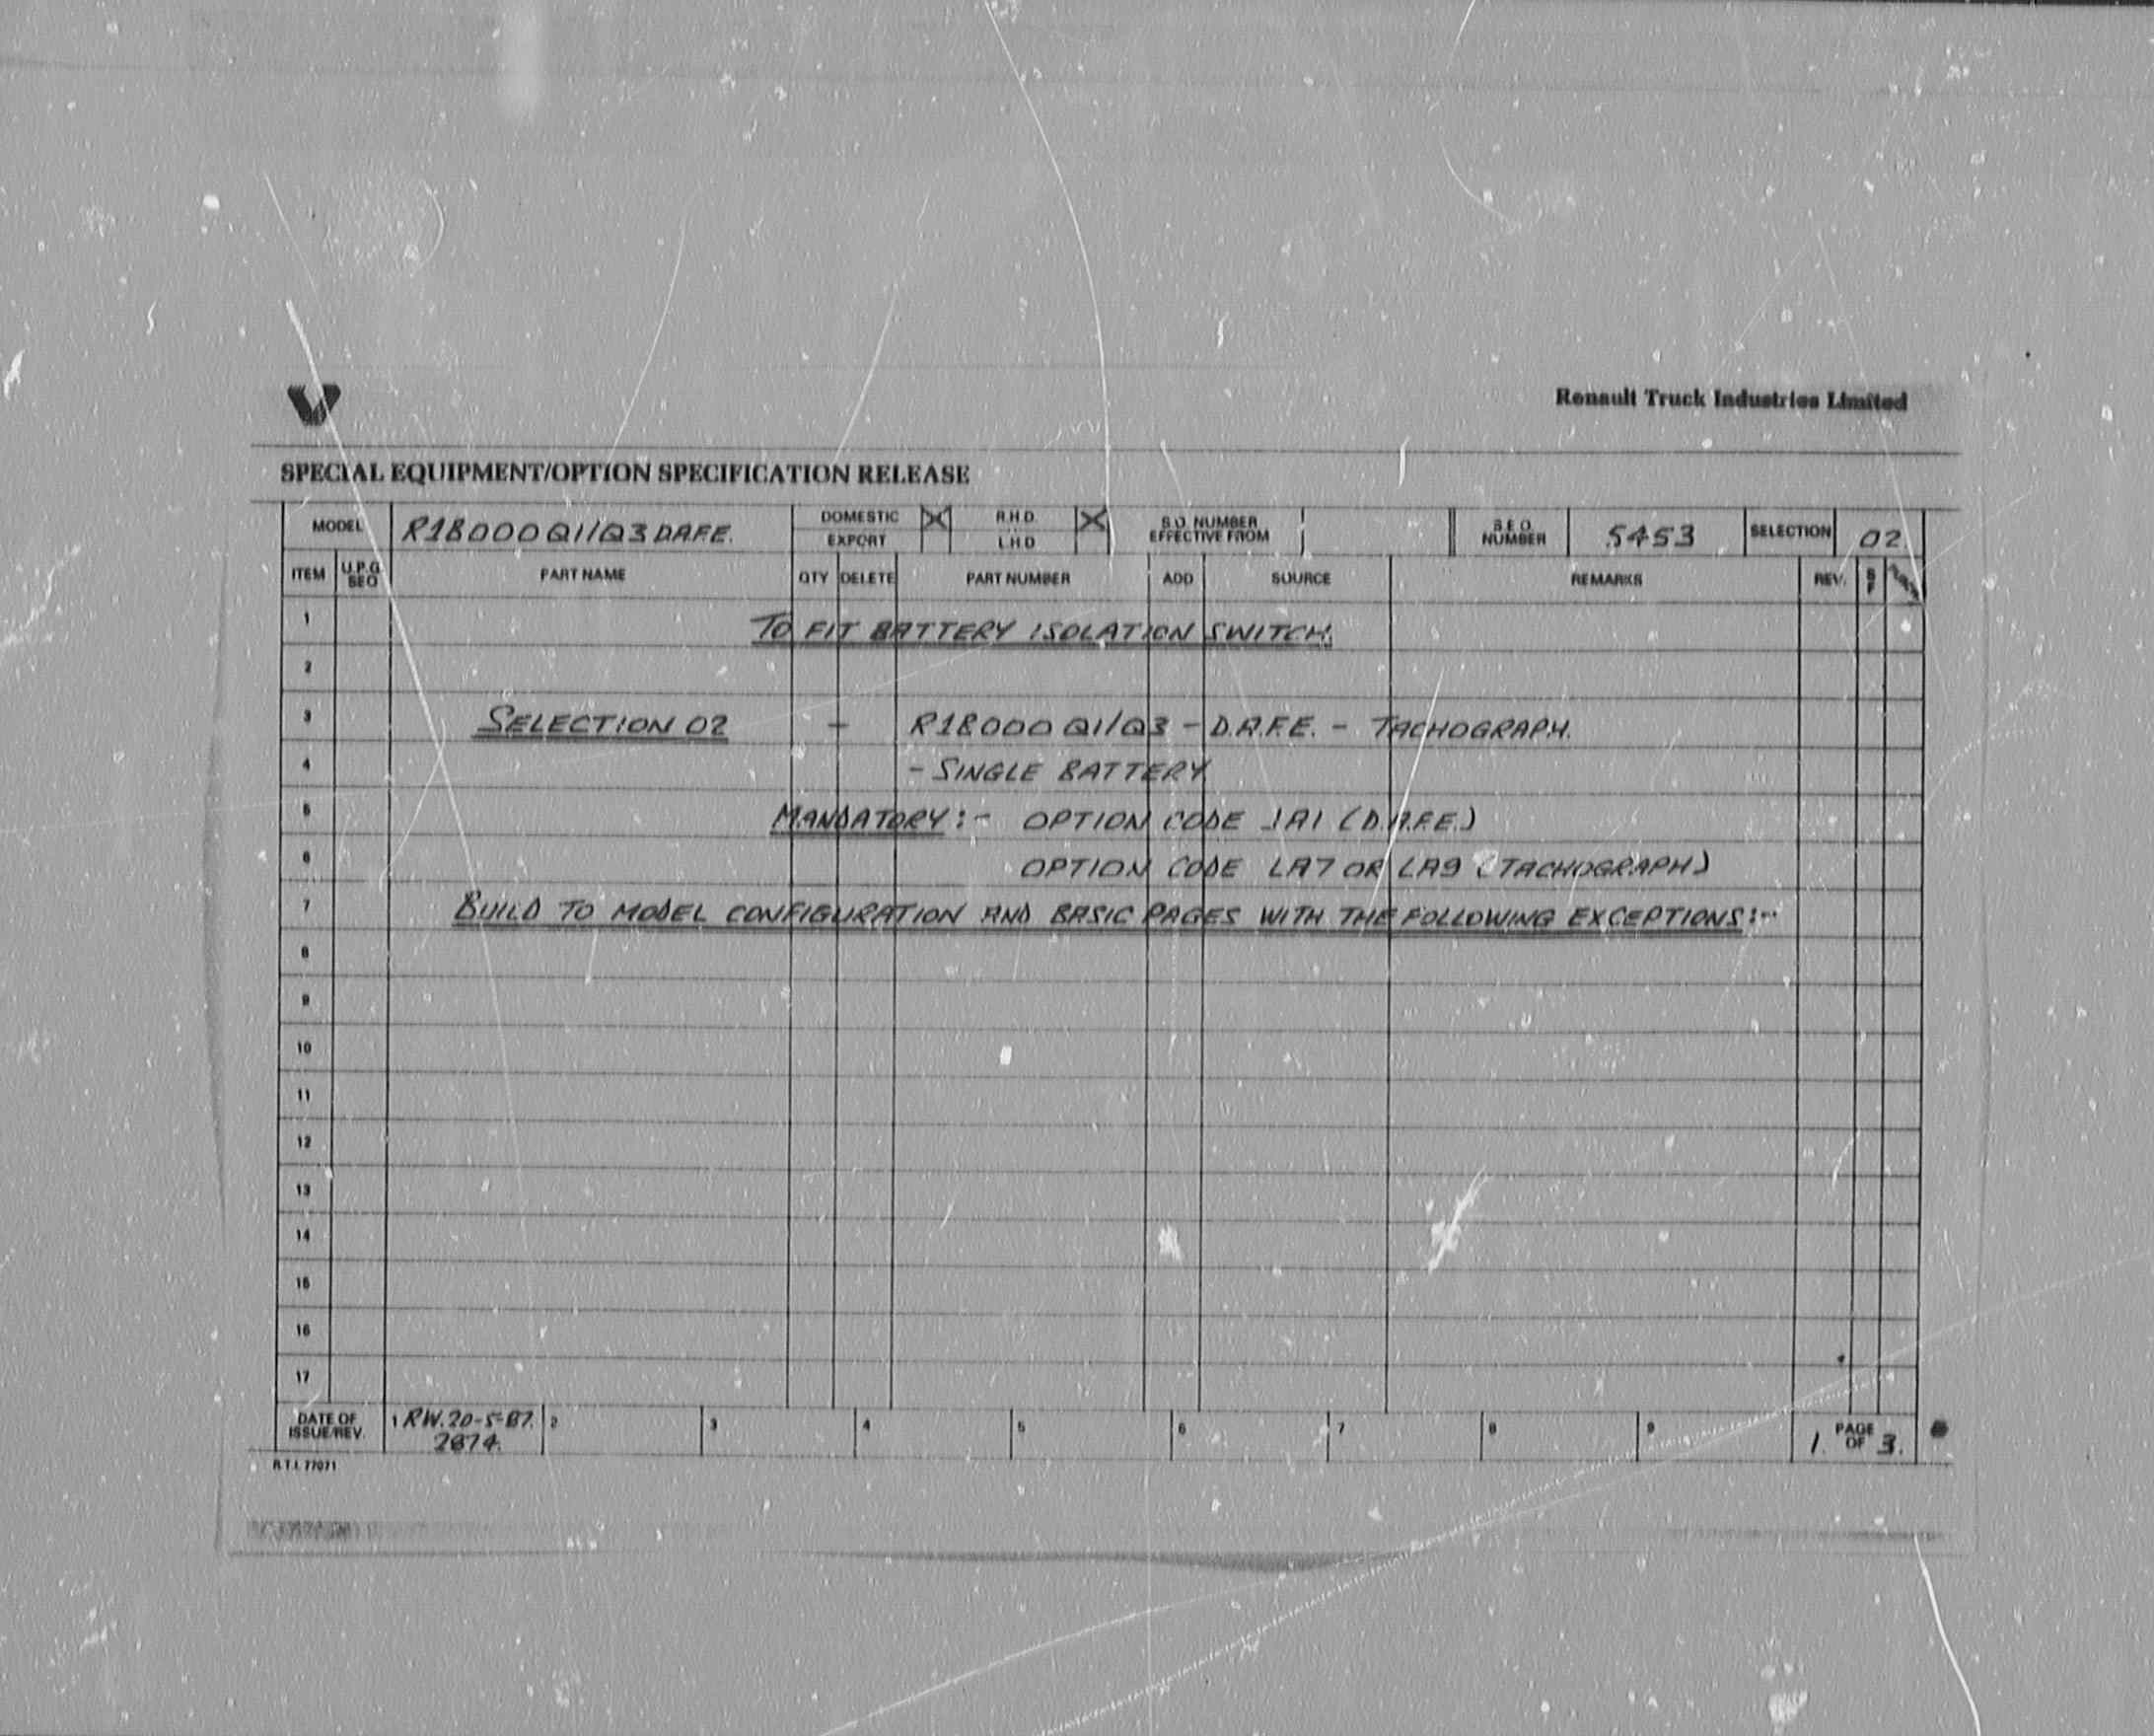 Renault Truck Industries Limited
SPECIAL EQUIPMENT/OPTION SPECIFICATION RELEASE
MODEL R18000Q1/Q3 D.A.F.E. DOMESTIC EXPORT R.H.D. L.H.D S.O. NUMBER EFFECTIVE FROM S.E.O. NUMBER 5453 SELECTION 02.
ITEM U.P.G SEQ PART NAME QTY DELETE PART NUMBER ADD SOURCE REMARKS REV.
1 TO FIT BATTERY ISOLATION SWITCH.
2
3 SELECTION 02 - R18000 Q1/Q3 - D.A.F.E. - TACHOGRAPH.
4 - SINGLE BATTERY
5 MANDATORY:- OPTION CODE JA1 (D.A.F.E.)
6 OPTION CODE LA7 OR LA9 (TACHOGRAPH)
7 BUILD TO MODEL CONFIGURATION AND BASIC PAGES WITH THE FOLLOWING EXCEPTIONS:-
8
9
10
11
12
13
14
15
16
17
DATE OF ISSUE/REV. 1 RW. 20-5-87. 2 3 4 5 6 7 8 9 1. PAGE OF 3.
2874.
R.T.I. 77071